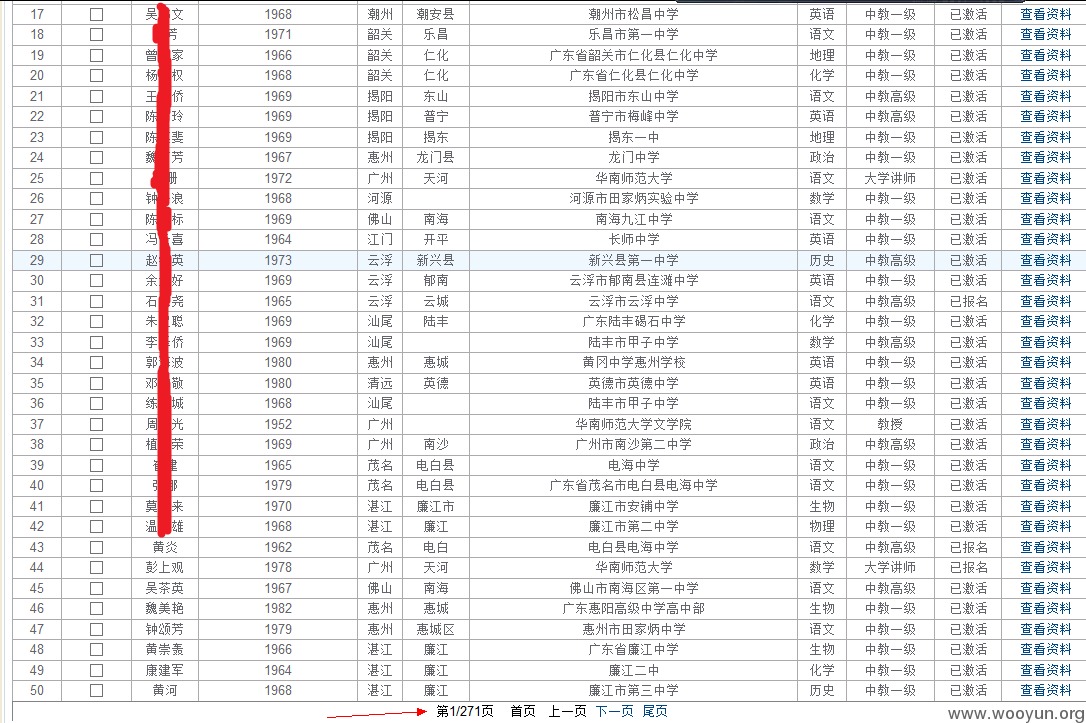 17 吴 文 1968 潮州 潮安县 潮州市松昌中学 英语 中教一级 已激活 查看资料
18 芳 1971 韶关 乐昌 乐昌市第一中学 语文 中教一级 已激活 查看资料
19 曾 家 1966 韶关 仁化 广东省韶关市仁化县仁化中学 地理 中教一级 已激活 查看资料
20 杨 权 1968 韶关 仁化 广东省仁化县仁化中学 化学 中教一级 已激活 查看资料
21 王 侨 1969 揭阳 东山 揭阳市东山中学 语文 中教高级 已激活 查看资料
22 陈 玲 1969 揭阳 普宁 普宁市梅峰中学 英语 中教高级 已激活 查看资料
23 陈 斐 1969 揭阳 揭东 揭东一中 地理 中教一级 已激活 查看资料
24 魏 芳 1967 惠州 龙门县 龙门中学 政治 中教一级 已激活 查看资料
25 珊 1972 广州 天河 华南师范大学 语文 大学讲师 已激活 查看资料
26 钟 浪 1968 河源 河源市田家炳实验中学 数学 中教一级 已激活 查看资料
27 陈 标 1969 佛山 南海 南海九江中学 语文 中教一级 已激活 查看资料
28 冯 喜 1964 江门 开平 长师中学 英语 中教一级 已激活 查看资料
29 赵 英 1973 云浮 新兴县 新兴县第一中学 历史 中教高级 已激活 查看资料
30 余 好 1969 云浮 郁南 云浮市郁南县连滩中学 英语 中教一级 已激活 查看资料
31 石 尧 1965 云浮 云城 云浮市云浮中学 语文 中教高级 已报名 查看资料
32 朱 聪 1969 汕尾 陆丰 广东陆丰碣石中学 化学 中教一级 已激活 查看资料
33 李 侨 1969 汕尾 陆丰市甲子中学 数学 中教高级 已激活 查看资料
34 郭 波 1980 惠州 惠城 黄冈中学惠州学校 英语 中教一级 已激活 查看资料
35 邓 敬 1980 清远 英德 英德市英德中学 英语 中教一级 已激活 查看资料
36 练 城 1968 汕尾 陆丰市甲子中学 语文 中教一级 已激活 查看资料
37 周 光 1952 广州 华南师范大学文学院 语文 教授 已激活 查看资料
38 植 荣 1969 广州 南沙 广州市南沙第二中学 政治 中教高级 已激活 查看资料
39 建 1965 茂名 电白县 电海中学 语文 中教一级 已激活 查看资料
40 张 1979 茂名 电白县 广东省茂名市电白县电海中学 语文 中教一级 已激活 查看资料
41 莫 来 1970 湛江 廉江市 廉江市安铺中学 生物 中教一级 已激活 查看资料
42 温 雄 1968 湛江 廉江 廉江市第二中学 物理 中教一级 已激活 查看资料
43 黄炎 1962 茂名 电白 电白县电海中学 语文 中教高级 已报名 查看资料
44 彭上观 1978 广州 天河 华南师范大学 数学 大学讲师 已报名 查看资料
45 吴茶英 1967 佛山 南海 佛山市南海区第一中学 语文 中教高级 已激活 查看资料
46 魏美艳 1982 惠州 惠城 广东惠阳高级中学高中部 生物 中教一级 已激活 查看资料
47 钟颂芳 1979 惠州 惠城区 惠州市田家炳中学 语文 中教一级 已激活 查看资料
48 黄崇 1966 湛江 廉江 广东省廉江中学 生物 中教一级 已激活 查看资料
49 康建军 1964 湛江 廉江 廉江二中 化学 中教一级 已激活 查看资料
50 黄河 1968 湛江 廉江 廉江市第三中学 历史 中教一级 已激活 查看资料
第1/271页 首页 上一页 下一页 尾页
www.wooyun.org